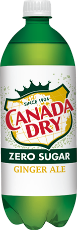 SINCE 1904
CANADA
DRY
ZERO SUGAR
GINGER ALE